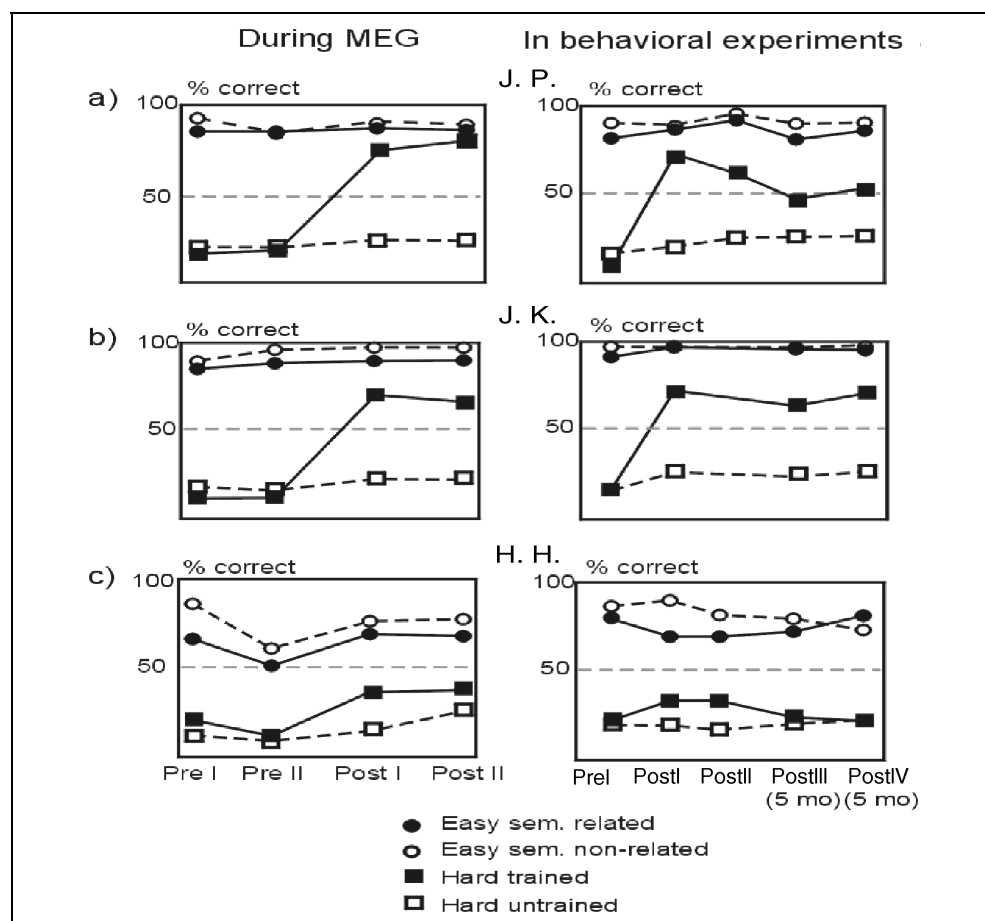 During MEG In behavioral experiments
J. P.
a) % correct % correct
100 100
50 50
J. K.
b) % correct % correct
100 100
50 50
H. H.
c) % correct % correct
100 100
50 50
Pre I Pre II Post I Post II PreI PostI PostII PostIII PostIV
(5 mo) (5 mo)
Easy sem. related
Easy sem. non-related
Hard trained
Hard untrained